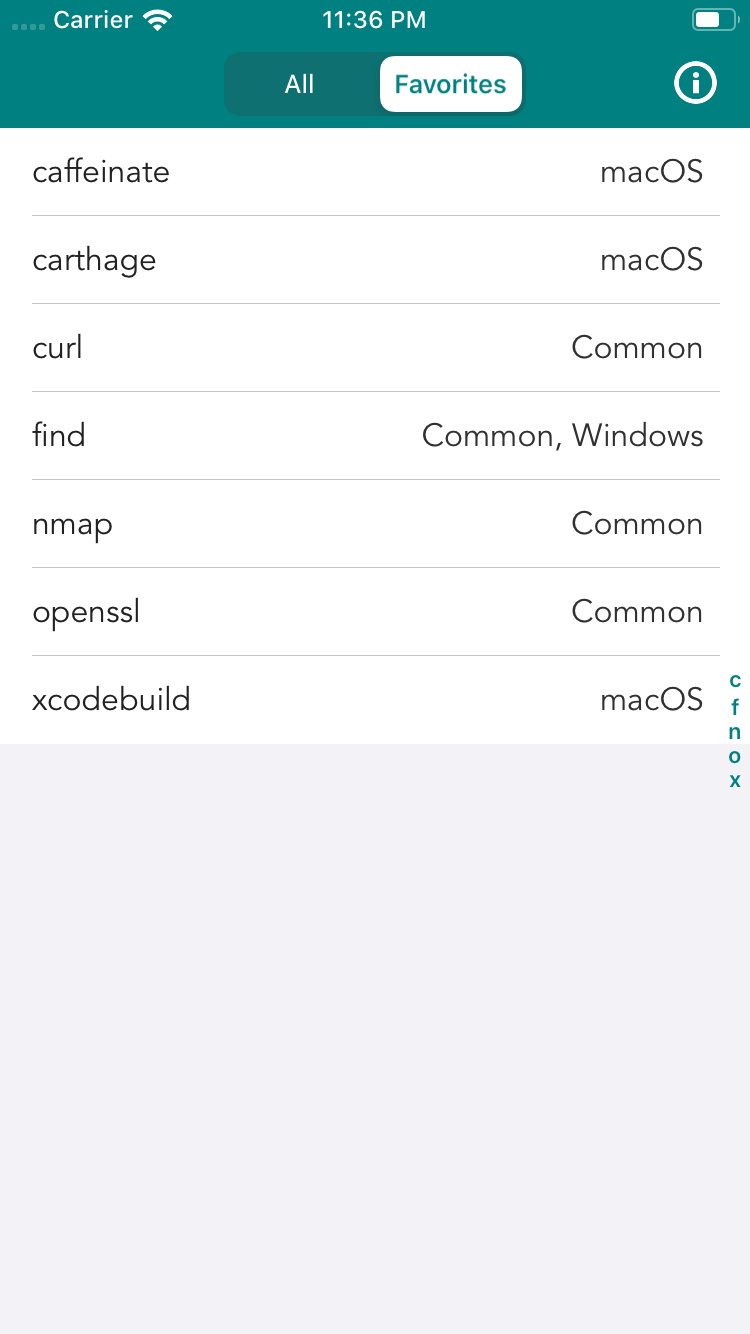 Carrier 11:36 PM
All Favorites
caffeinate macOS
carthage macOS
curl Common
find Common, Windows
nmap Common
openssl Common
xcodebuild macOS
c
f
n
o
x